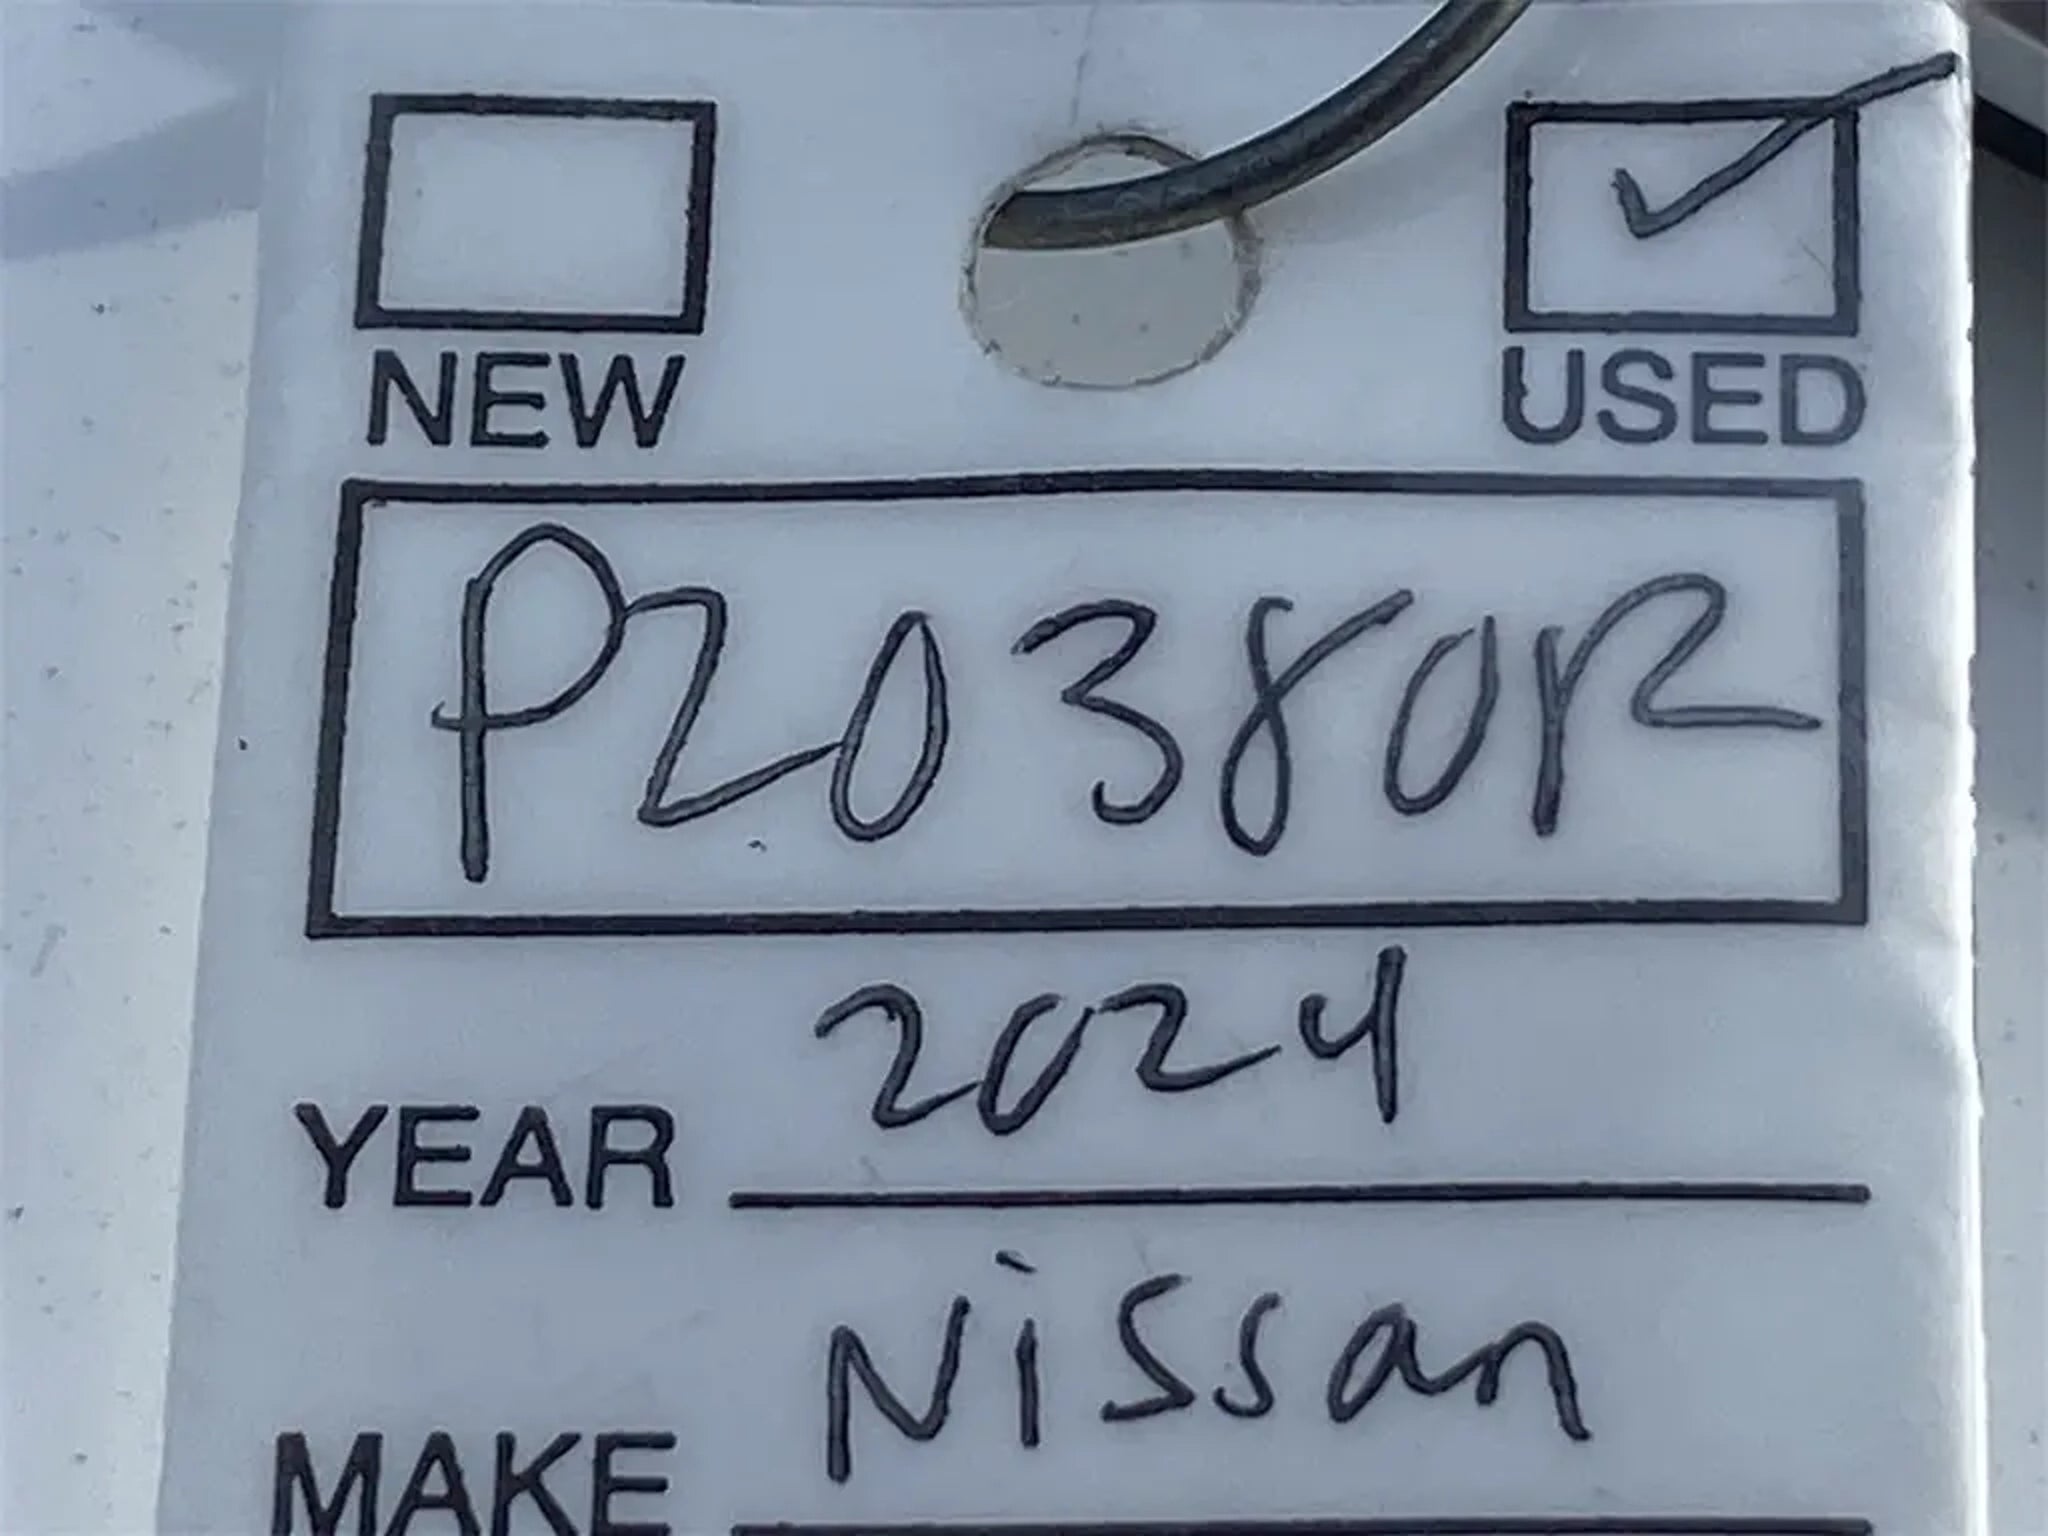 NEW USED
P20380R
YEAR 2024
MAKE Nissan